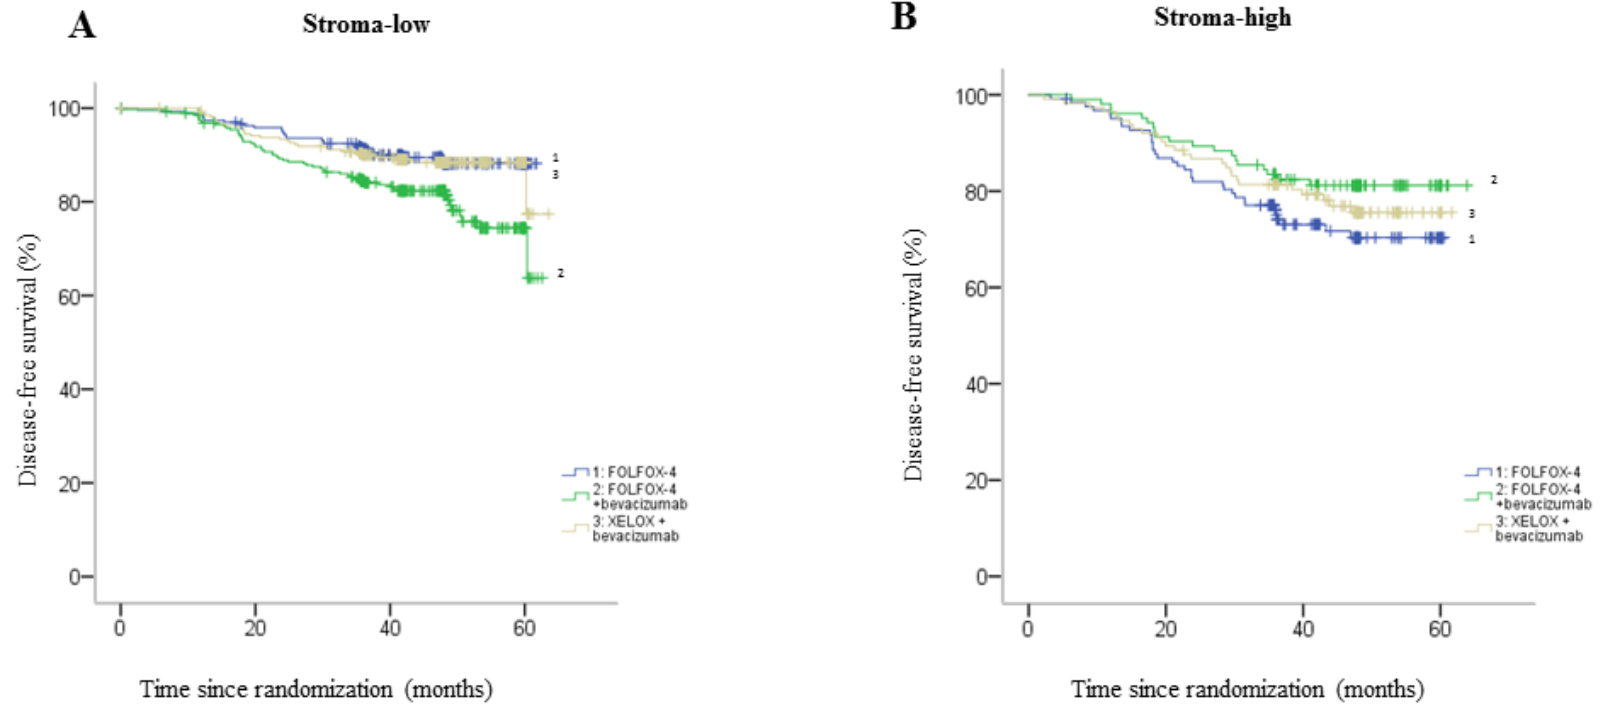 A
Stroma-low
Disease-free survival (%)
100
80
60
40
20
0
1
3
2
1: FOLFOX-4
2: FOLFOX-4
+bevacizumab
3: XELOX +
bevacizumab
0 20 40 60
Time since randomization (months)
B
Stroma-high
Disease-free survival (%)
100
80
60
40
20
0
2
3
1
1: FOLFOX-4
2: FOLFOX-4
+bevacizumab
3: XELOX +
bevacizumab
0 20 40 60
Time since randomization (months)